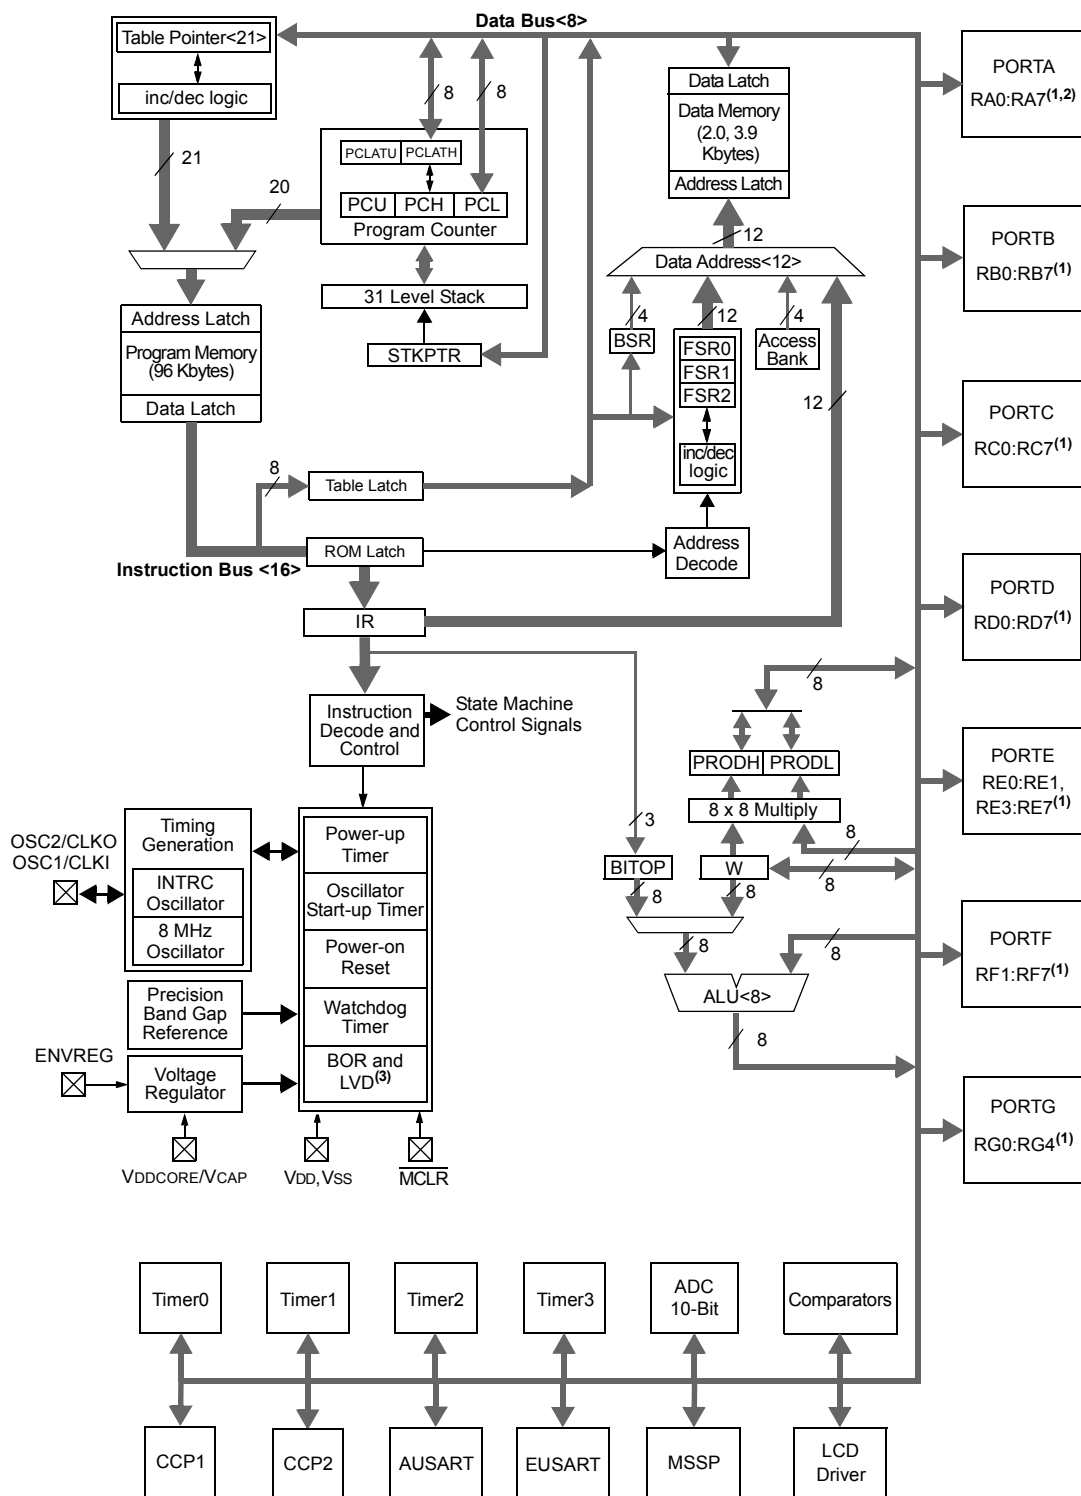 Data Bus<8>
Table Pointer<21>
inc/dec logic
21
20
8
8
PCLATU PCLATH
PCU PCH PCL
Program Counter
31 Level Stack
STKPTR
Address Latch
Program Memory
(96 Kbytes)
Data Latch
Data Latch
Data Memory
(2.0, 3.9
Kbytes)
Address Latch
12
Data Address<12>
4
12
4
BSR
FSR0
FSR1
FSR2
inc/dec
logic
Access
Bank
12
8
Table Latch
ROM Latch
Instruction Bus <16>
Address
Decode
IR
Instruction
Decode and
Control
State Machine
Control Signals
8
PRODH PRODL
8 x 8 Multiply
3
8
BITOP
W
8
8
8
8
8
ALU<8>
8
OSC2/CLKO
OSC1/CLKI
Timing
Generation
INTRC
Oscillator
8 MHz
Oscillator
Precision
Band Gap
Reference
ENVREG
Voltage
Regulator
Power-up
Timer
Oscillator
Start-up Timer
Power-on
Reset
Watchdog
Timer
BOR and
LVD(3)
VDDCORE/VCAP
VDD, VSS
MCLR
PORTA
RA0:RA7(1,2)
PORTB
RB0:RB7(1)
PORTC
RC0:RC7(1)
PORTD
RD0:RD7(1)
PORTE
RE0:RE1,
RE3:RE7(1)
PORTF
RF1:RF7(1)
PORTG
RG0:RG4(1)
Timer0
Timer1
Timer2
Timer3
ADC
10-Bit
Comparators
CCP1
CCP2
AUSART
EUSART
MSSP
LCD
Driver